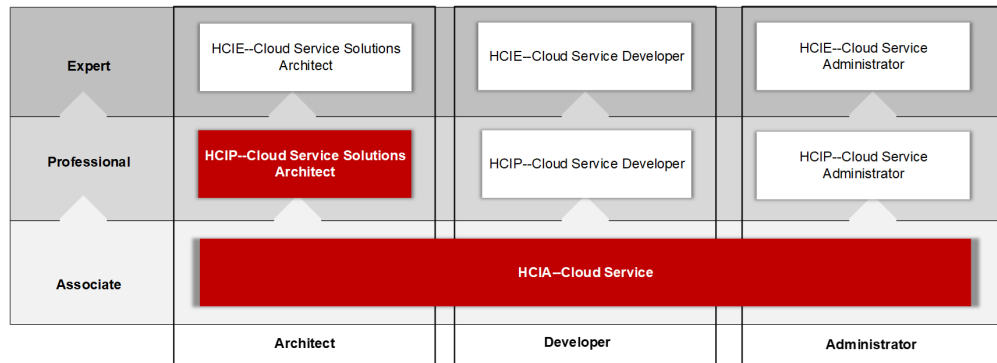 Expert
HCIE--Cloud Service Solutions
Architect
HCIE--Cloud Service Developer
HCIE--Cloud Service
Administrator
Professional
HCIP--Cloud Service Solutions
Architect
HCIP--Cloud Service Developer
HCIP--Cloud Service
Administrator
Associate
HCIA--Cloud Service
Architect
Developer
Administrator